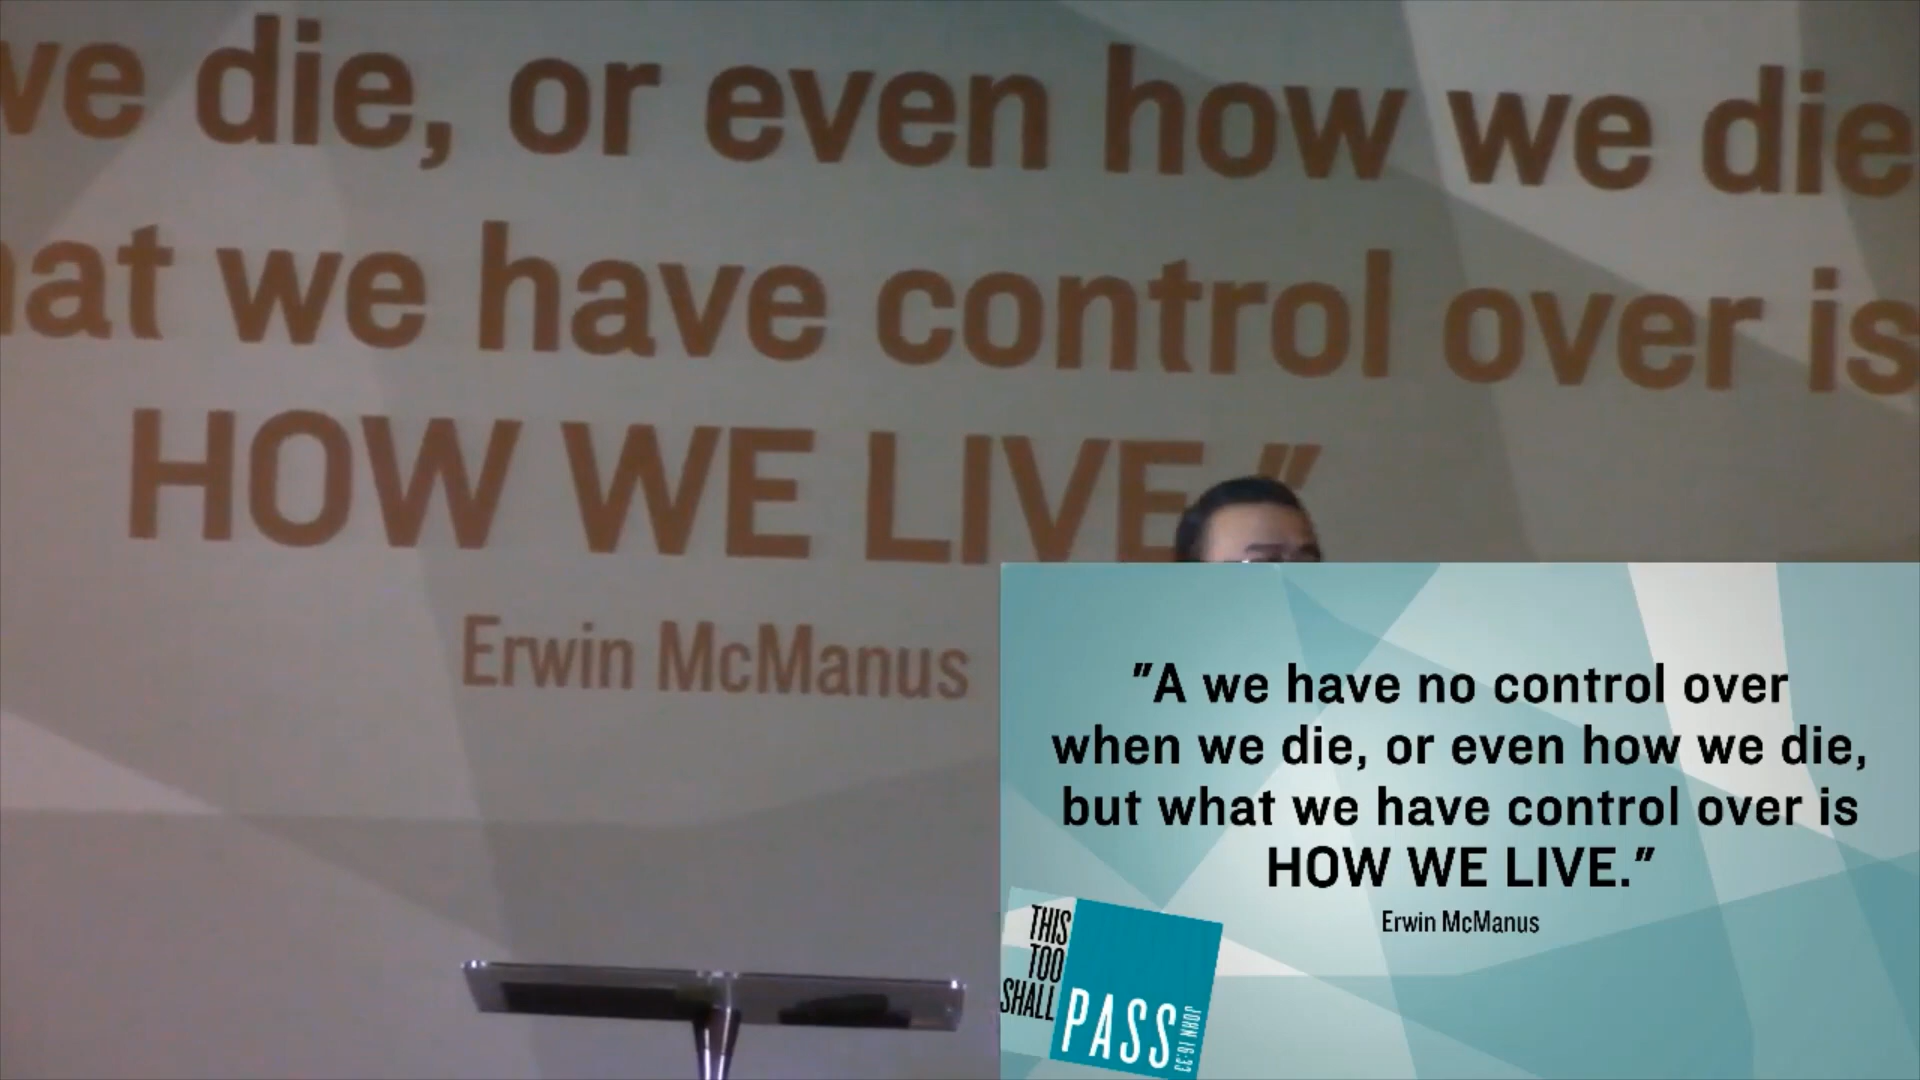 we die, or even how we die
at we have control over is
HOW WE LIVE."
Erwin McManus
"A we have no control over
when we die, or even how we die,
but what we have control over is
HOW WE LIVE."
Erwin McManus
THIS
TOO
SHALL
PASS
JOHN 16:33